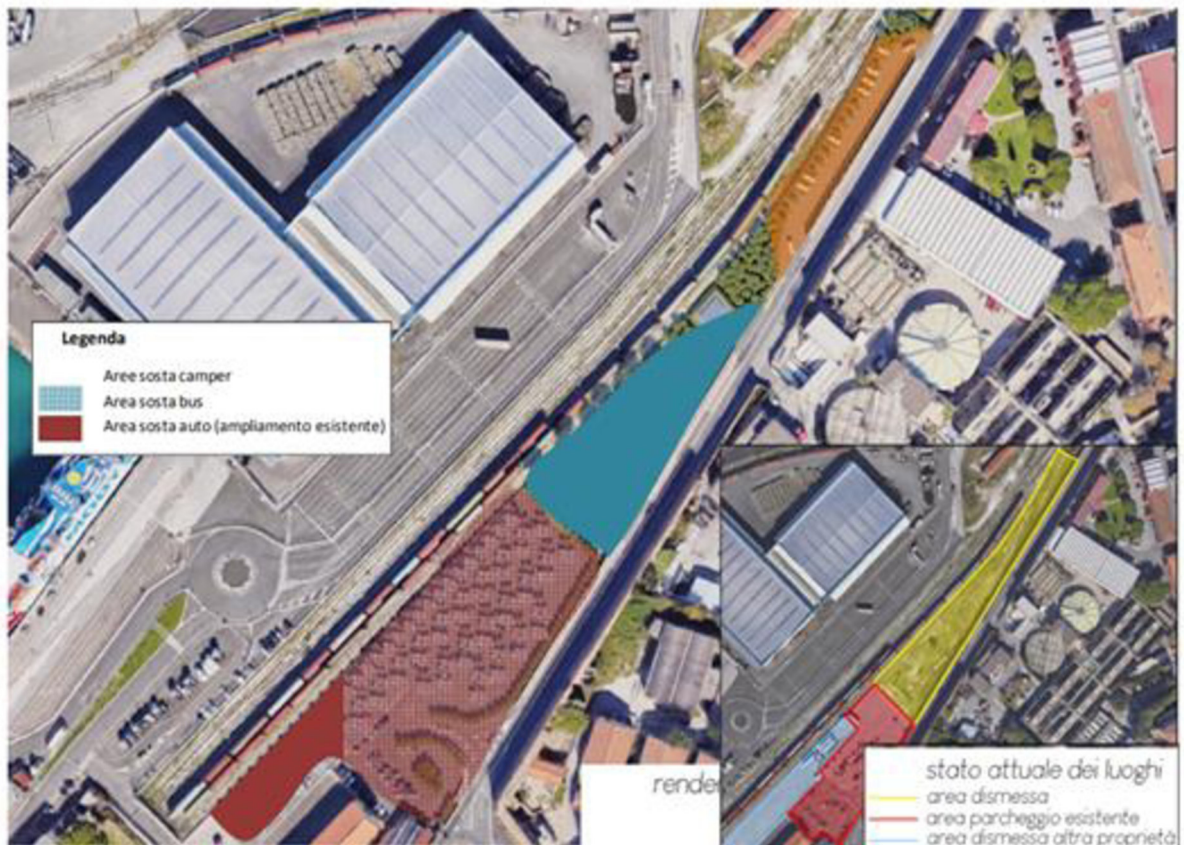 Legenda
Aree sosta camper
Area sosta bus
Area sosta auto (ampliamento esistente)
rende
stato attuale dei luoghi
area dismessa
area parcheggio esistente
area dismessa altra proprietà